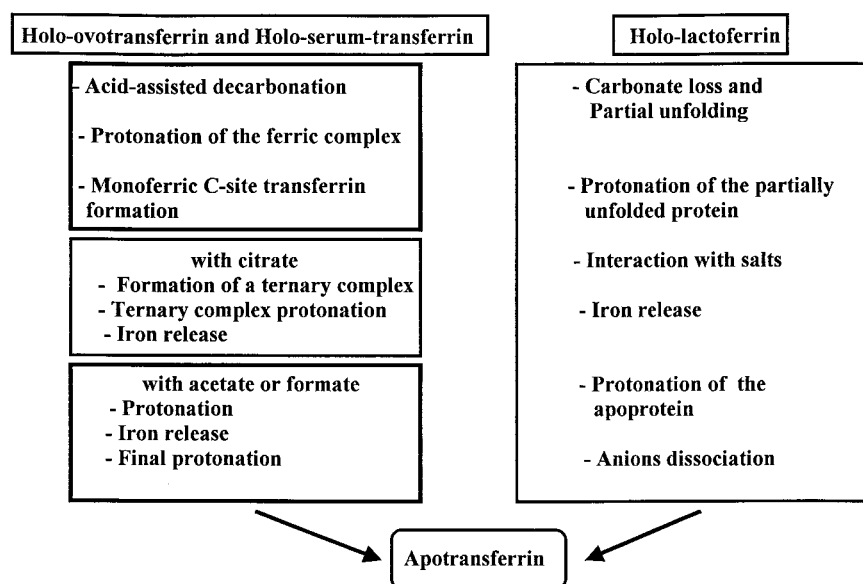 Holo-ovotransferrin and Holo-serum-transferrin
- Acid-assisted decarbonation
- Protonation of the ferric complex
- Monoferric C-site transferrin
formation
with citrate
- Formation of a ternary complex
- Ternary complex protonation
- Iron release
with acetate or formate
- Protonation
- Iron release
- Final protonation
Holo-lactoferrin
- Carbonate loss and
Partial unfolding
- Protonation of the partially
unfolded protein
- Interaction with salts
- Iron release
- Protonation of the
apoprotein
- Anions dissociation
Apotransferrin